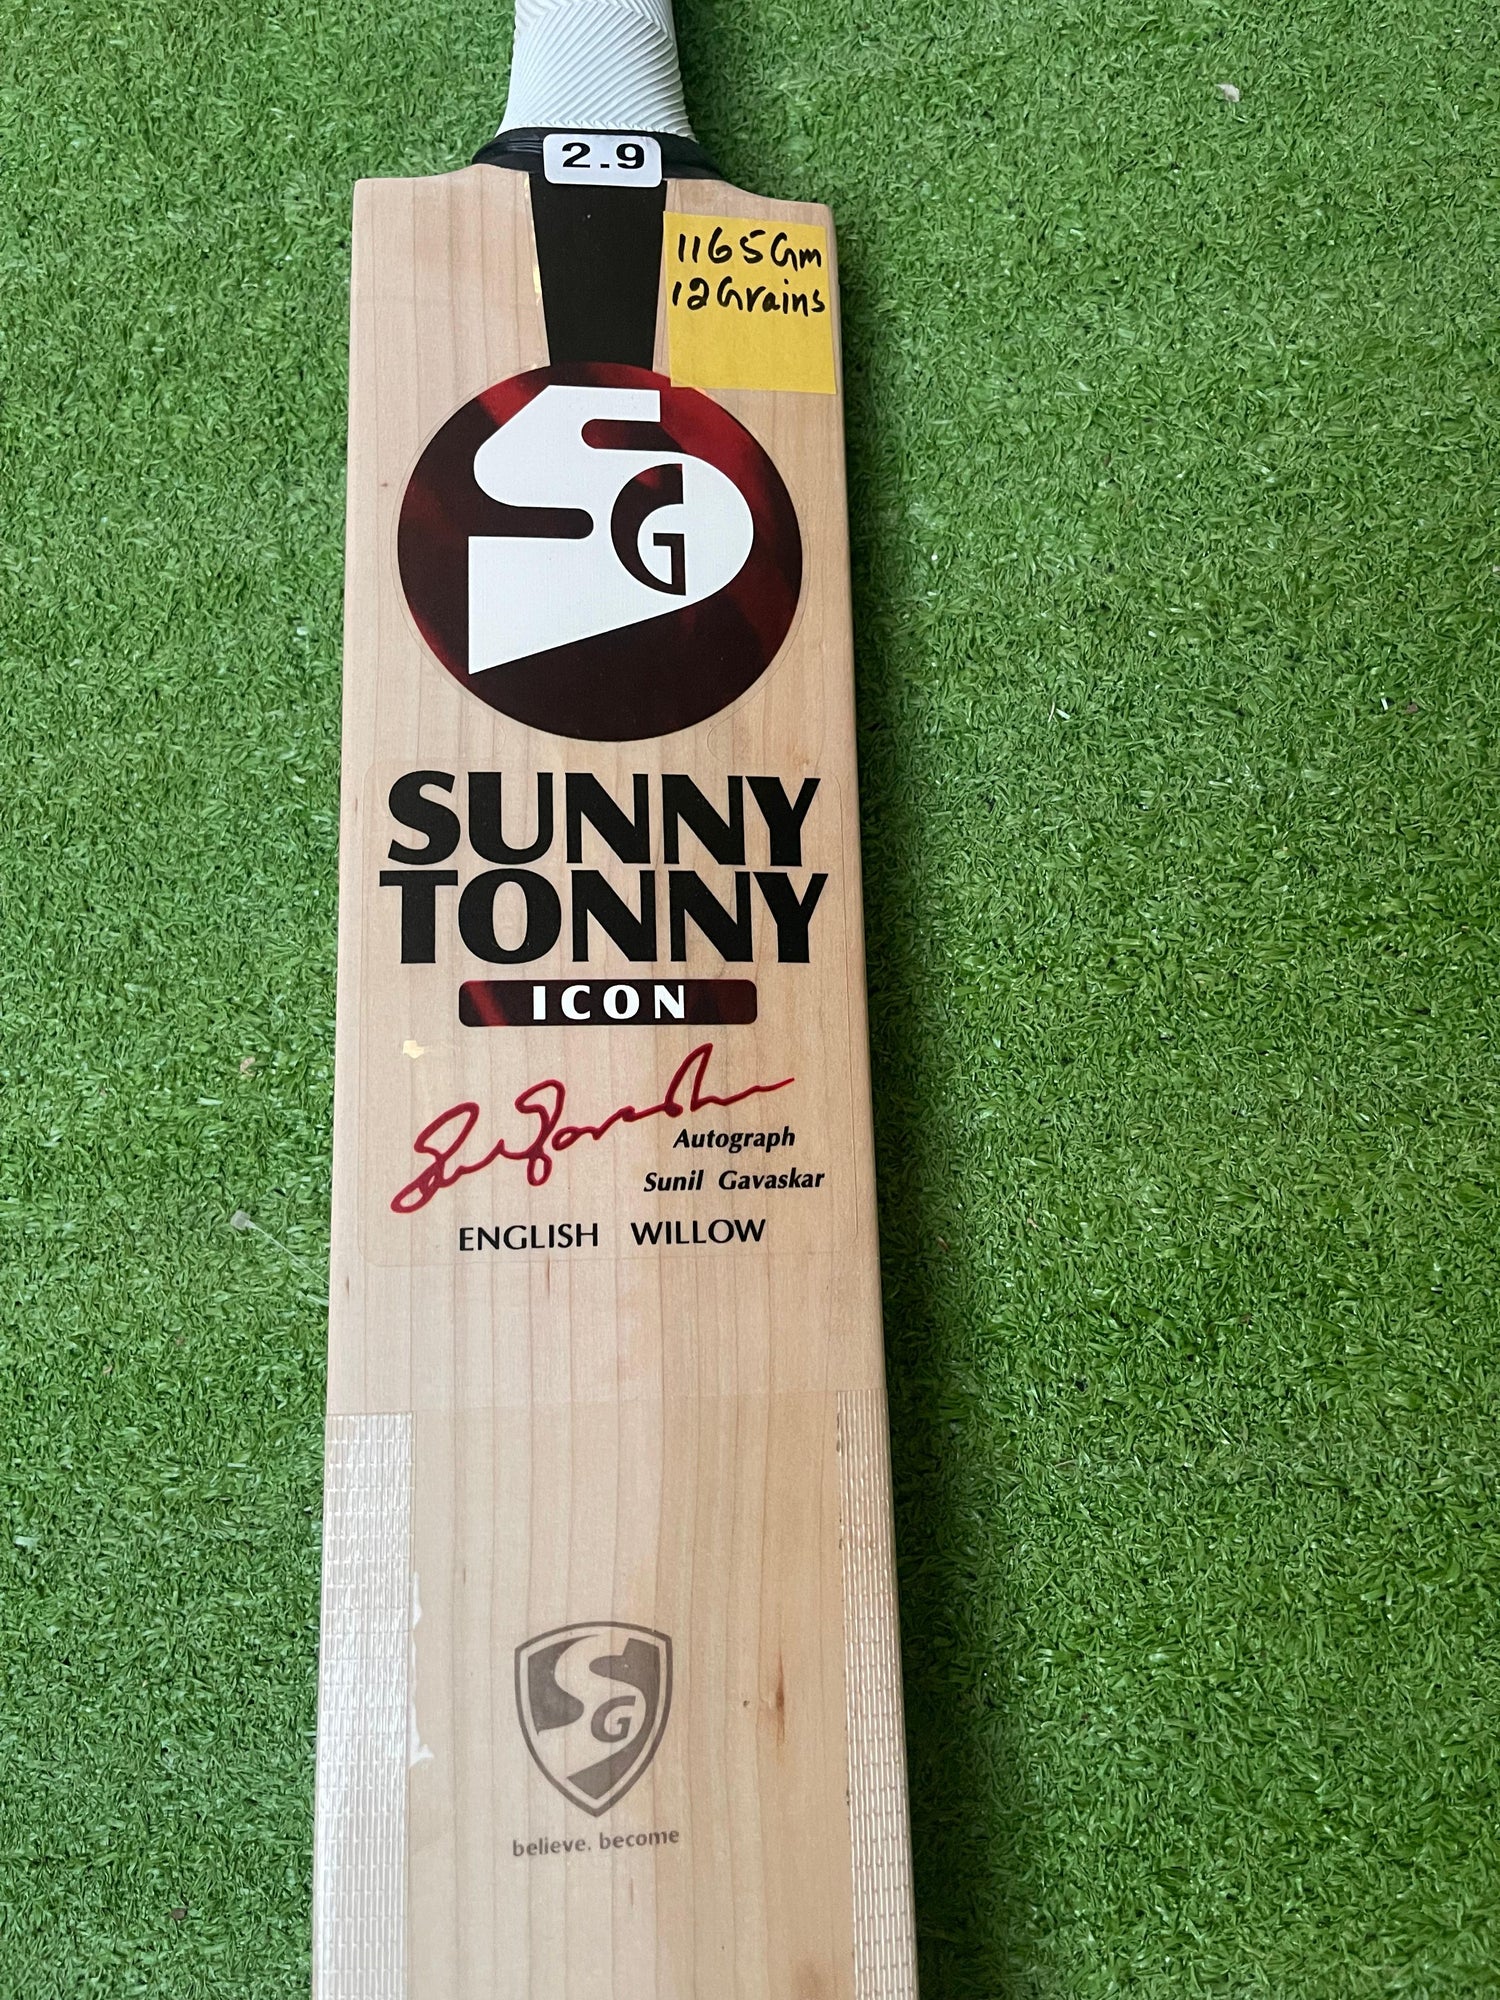 2.9
1165Gm
12Grains
SG
SUNNY
TONNY
ICON
Autograph
Sunil Gavaskar
ENGLISH WILLOW
SG
believe. become